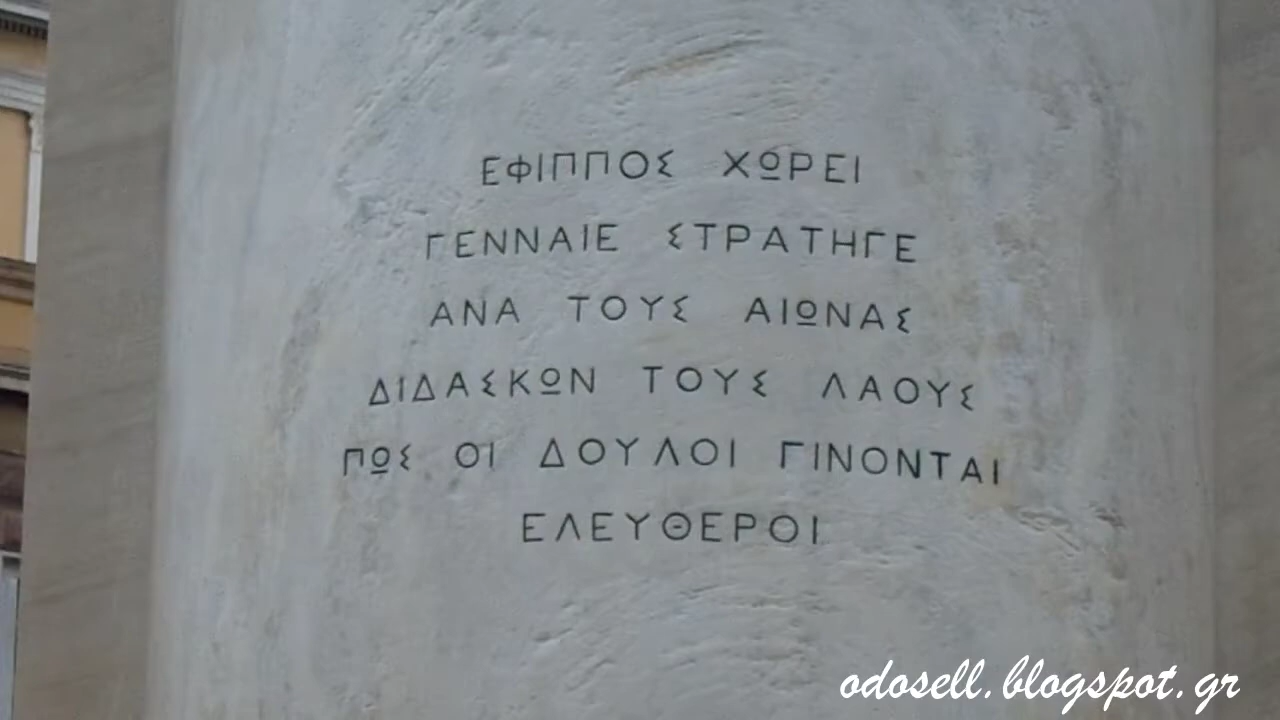 ΕΦΙΠΠΟΣ ΧΩΡΕΙ
ΓΕΝΝΑΙΕ ΣΤΡΑΤΗΓΕ
ΑΝΑ ΤΟΥΣ ΑΙΩΝΑΣ
ΔΙΔΑΣΚΩΝ ΤΟΥΣ ΛΑΟΥΣ
ΠΩΣ ΟΙ ΔΟΥΛΟΙ ΓΙΝΟΝΤΑΙ
ΕΛΕΥΘΕΡΟΙ
odosell.blogspot.gr